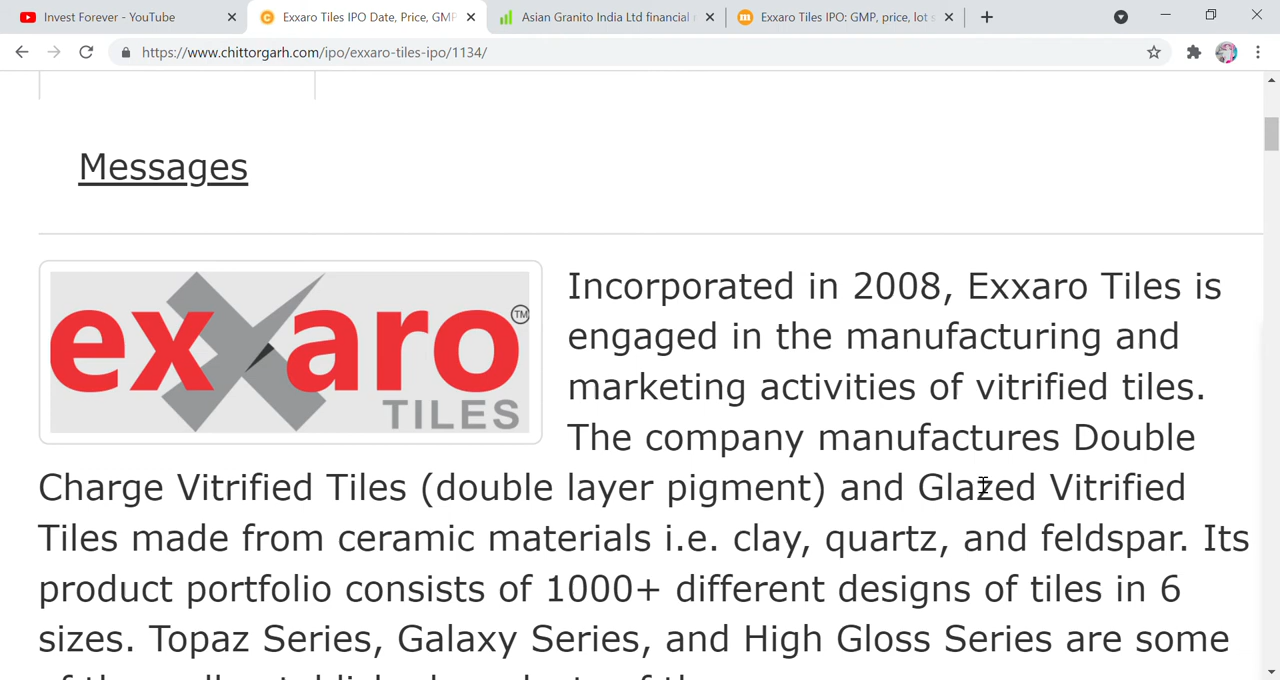 Invest Forever - YouTube
Exxaro Tiles IPO Date, Price, GMP
Asian Granito India Ltd financial
Exxaro Tiles IPO: GMP, price, lot s
https://www.chittorgarh.com/ipo/exxaro-tiles-ipo/1134/
Messages
exxaro TM
TILES
Incorporated in 2008, Exxaro Tiles is
engaged in the manufacturing and
marketing activities of vitrified tiles.
The company manufactures Double
Charge Vitrified Tiles (double layer pigment) and Glazed Vitrified
Tiles made from ceramic materials i.e. clay, quartz, and feldspar. Its
product portfolio consists of 1000+ different designs of tiles in 6
sizes. Topaz Series, Galaxy Series, and High Gloss Series are some